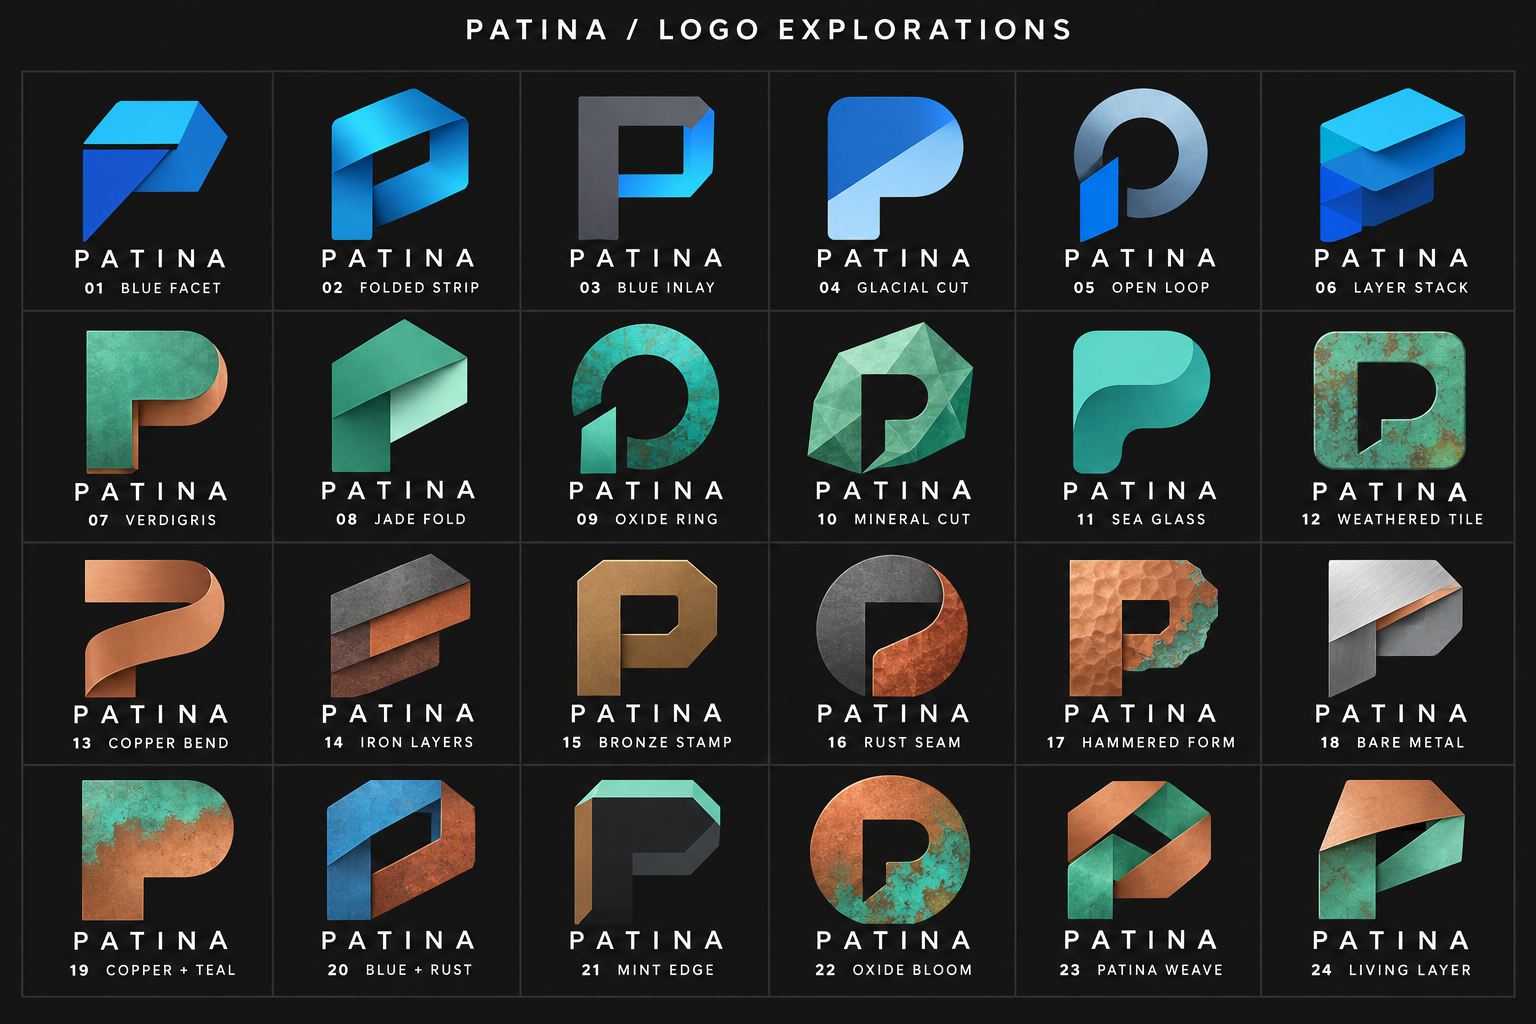 PATINA / LOGO EXPLORATIONS
PATINA
01 BLUE FACET
PATINA
02 FOLDED STRIP
PATINA
03 BLUE INLAY
PATINA
04 GLACIAL CUT
PATINA
05 OPEN LOOP
PATINA
06 LAYER STACK
PATINA
07 VERDIGRIS
PATINA
08 JADE FOLD
PATINA
09 OXIDE RING
PATINA
10 MINERAL CUT
PATINA
11 SEA GLASS
PATINA
12 WEATHERED TILE
PATINA
13 COPPER BEND
PATINA
14 IRON LAYERS
PATINA
15 BRONZE STAMP
PATINA
16 RUST SEAM
PATINA
17 HAMMERED FORM
PATINA
18 BARE METAL
PATINA
19 COPPER + TEAL
PATINA
20 BLUE + RUST
PATINA
21 MINT EDGE
PATINA
22 OXIDE BLOOM
PATINA
23 PATINA WEAVE
PATINA
24 LIVING LAYER